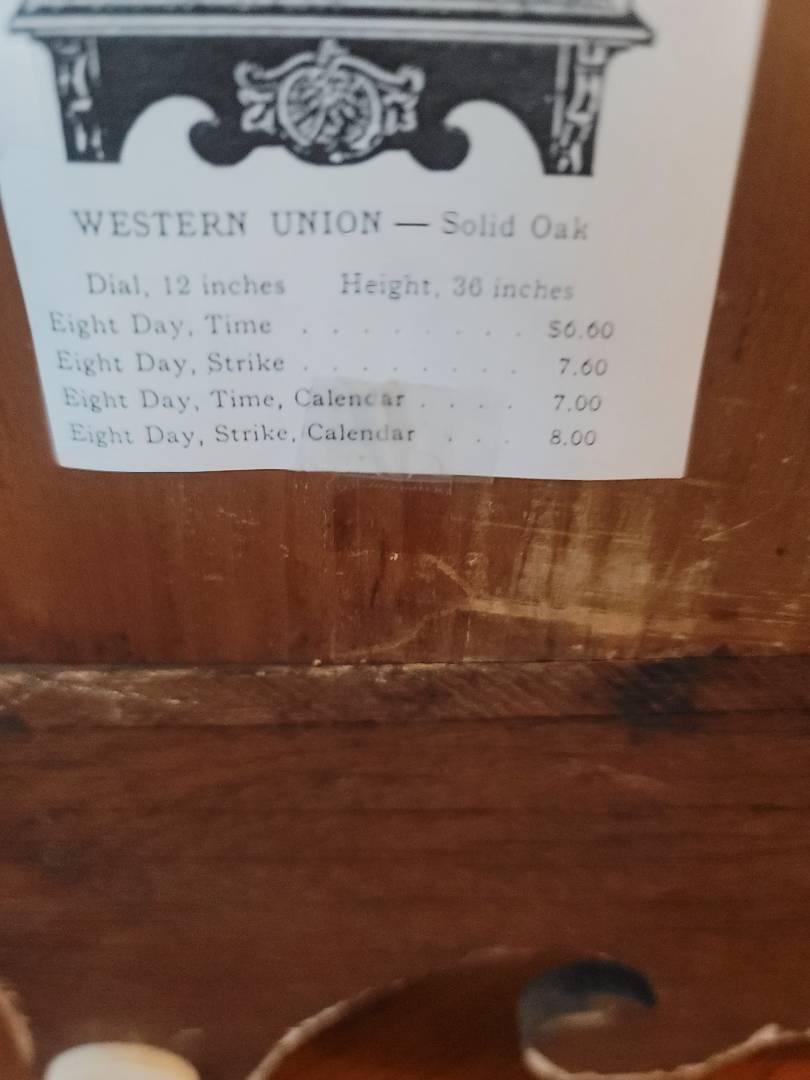 WESTERN UNION — Solid Oak
Dial, 12 inches Height, 36 inches
Eight Day, Time . . . . . . . . $6.60
Eight Day, Strike . . . . . . . . 7.60
Eight Day, Time, Calendar . . . . 7.00
Eight Day, Strike, Calendar . . . 8.00